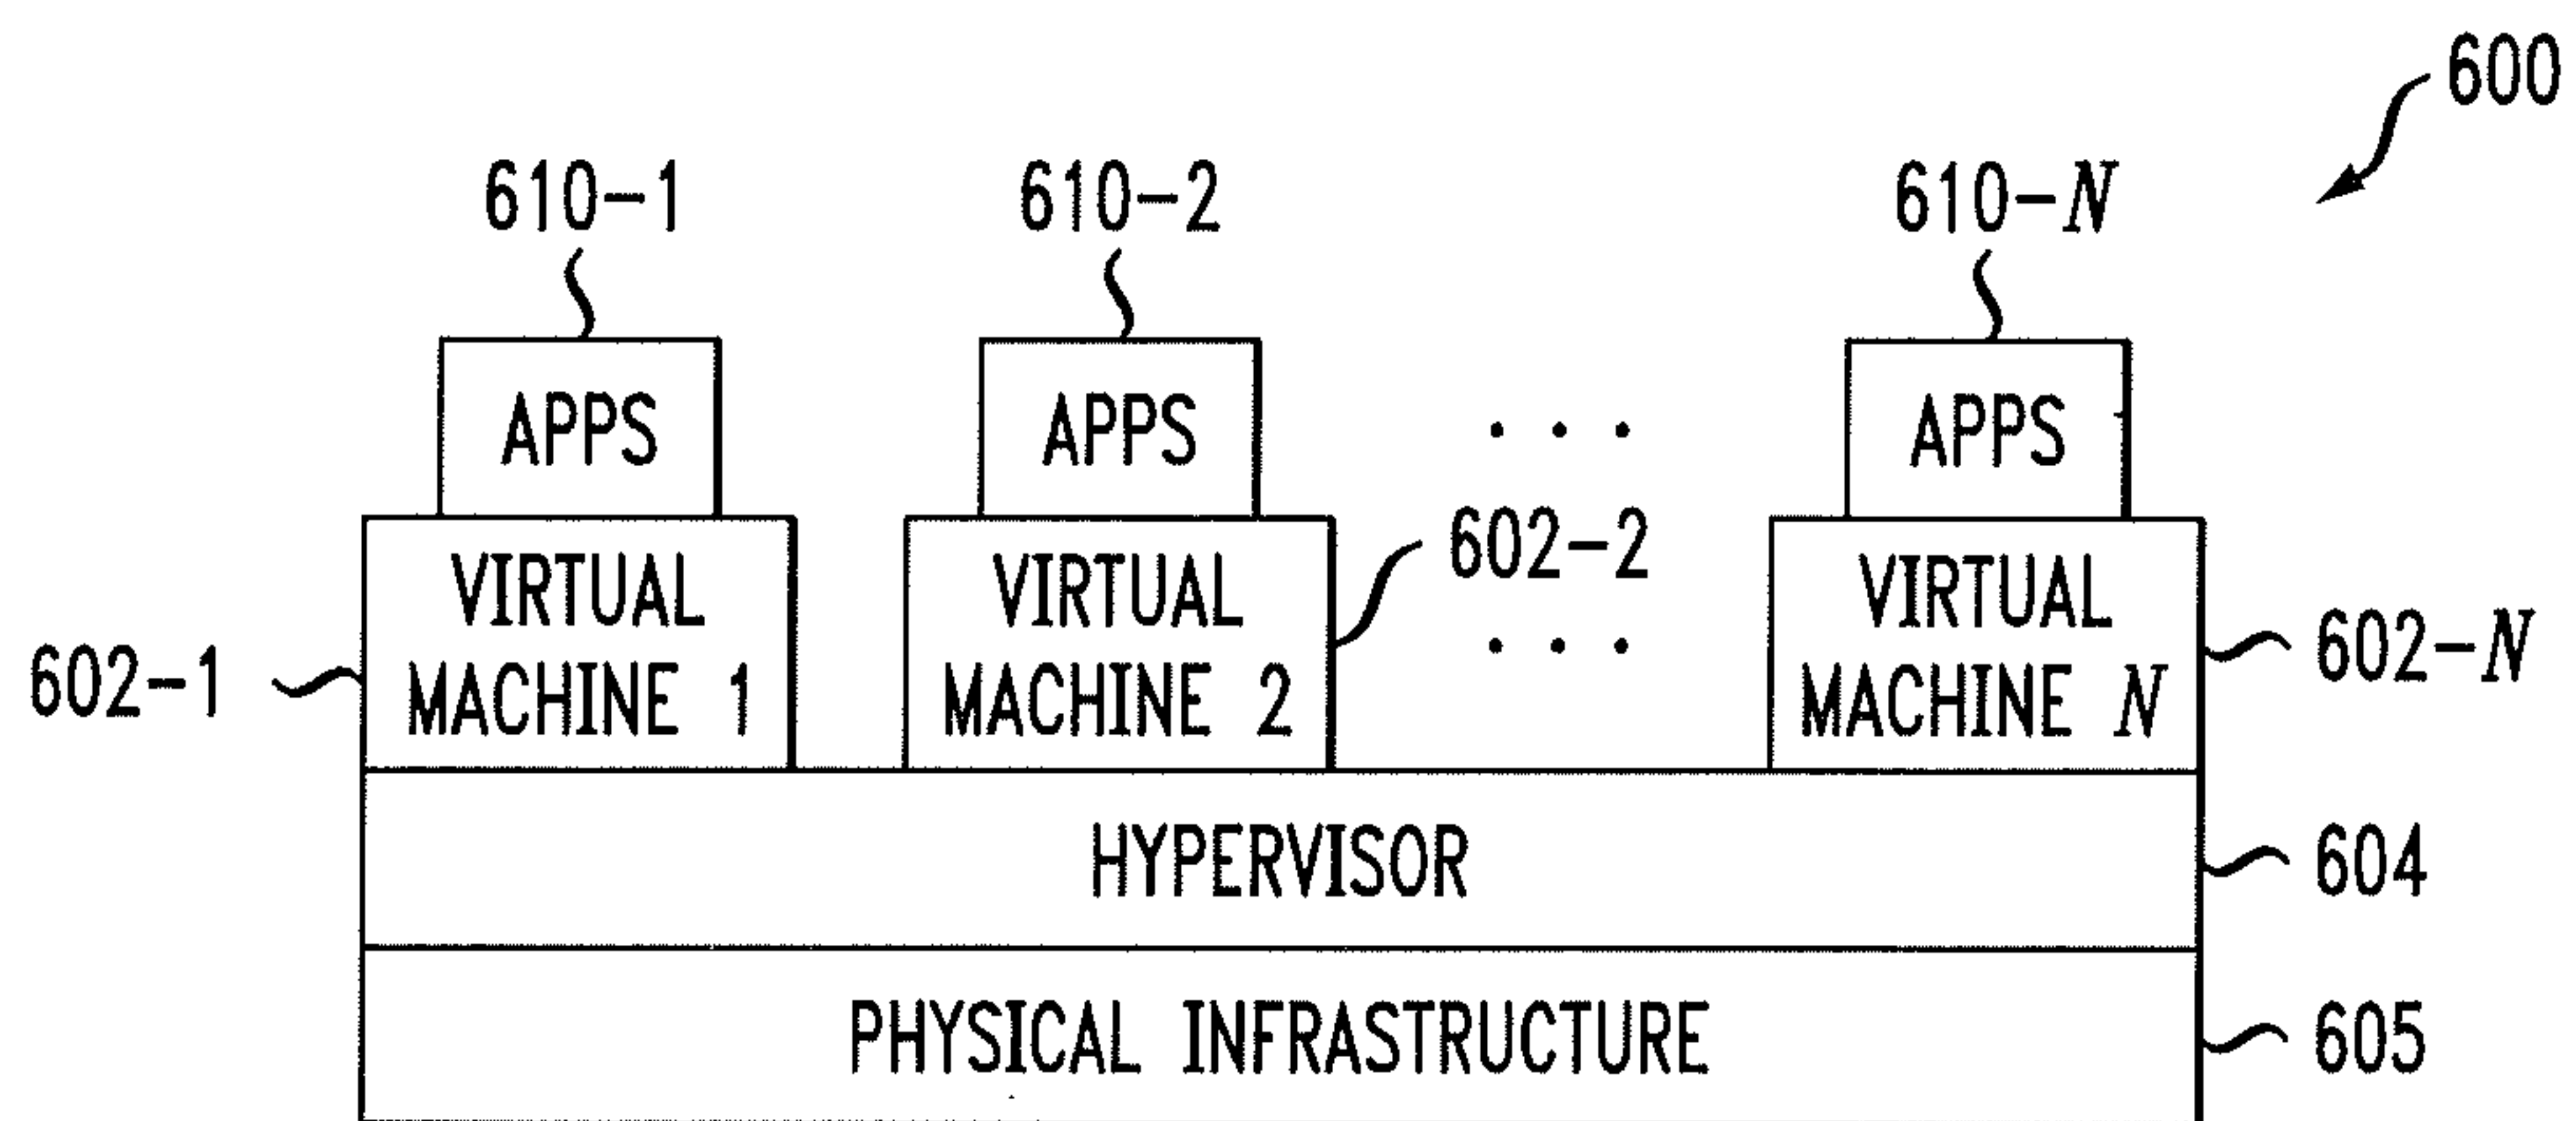 600
610-1
610-2
610-N
APPS
APPS
. . .
APPS
602-2
VIRTUAL
MACHINE 1
VIRTUAL
MACHINE 2
. . .
VIRTUAL
MACHINE N
602-1
602-N
HYPERVISOR
604
PHYSICAL INFRASTRUCTURE
605